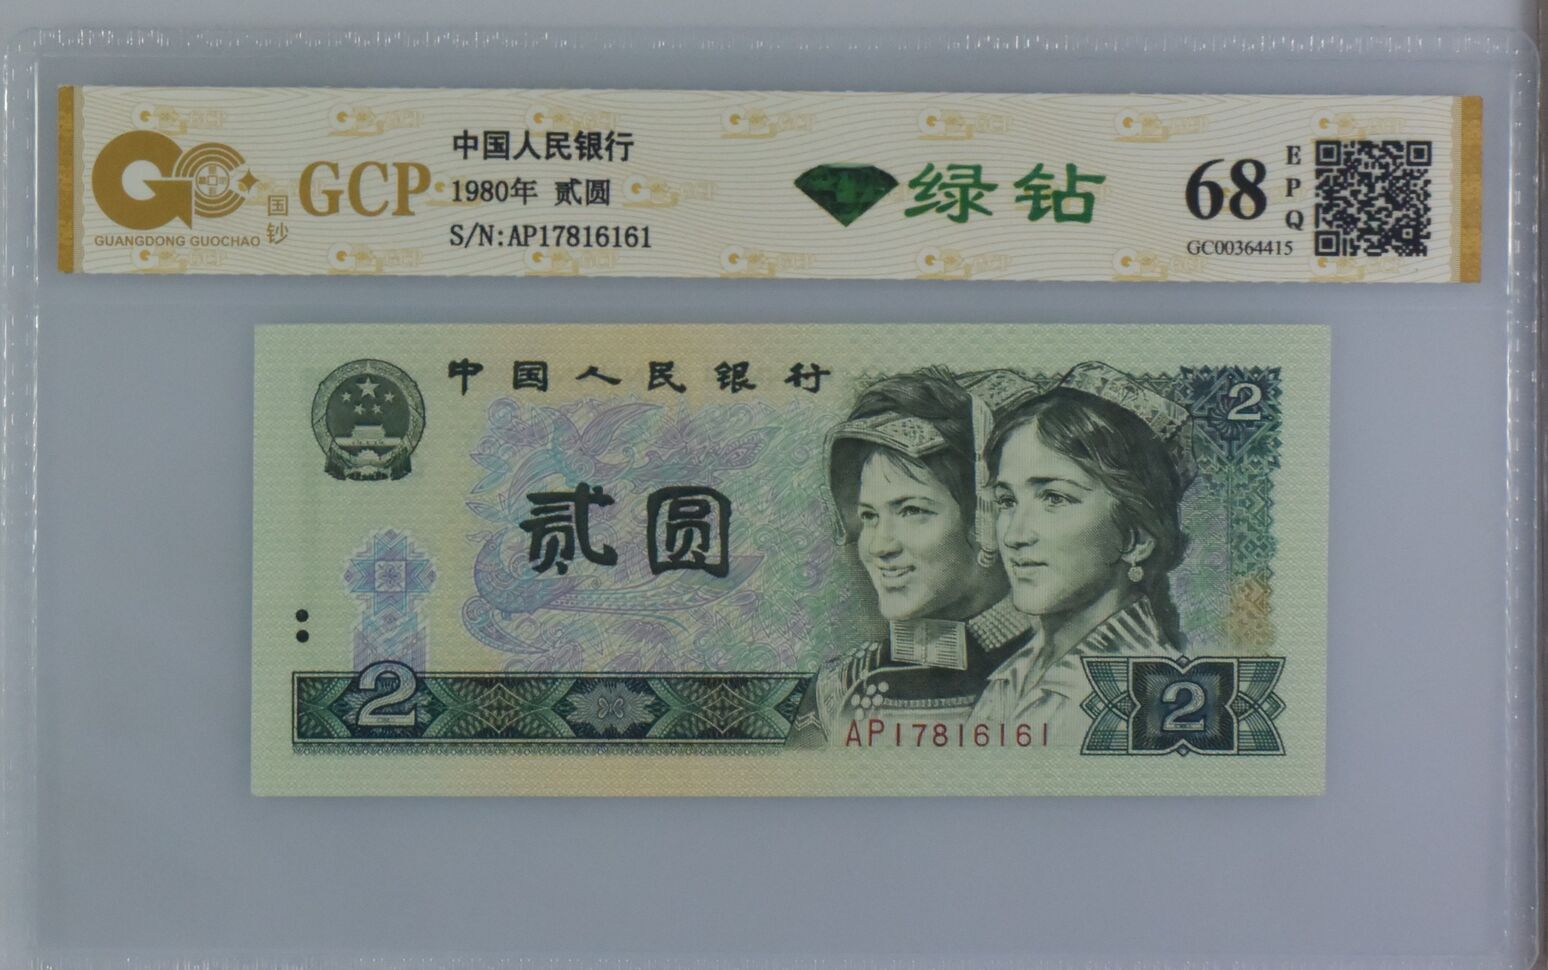 GUANGDONG GUOCHAO
国钞
GCP
中国人民银行
1980年 贰圆
S/N:AP17816161
绿钻
68
EPQ
GC00364415
中国人民银行
2
贰圆
2
AP17816161
2